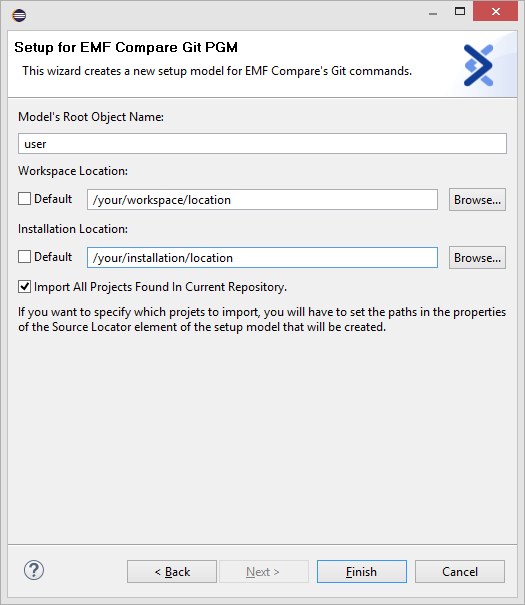 Setup for EMF Compare Git PGM
This wizard creates a new setup model for EMF Compare's Git commands.
Model's Root Object Name:
user
Workspace Location:
Default /your/workspace/location Browse...
Installation Location:
Default /your/installation/location Browse...
Import All Projects Found In Current Repository.
If you want to specify which projets to import, you will have to set the paths in the properties
of the Source Locator element of the setup model that will be created.
? < Back Next > Finish Cancel